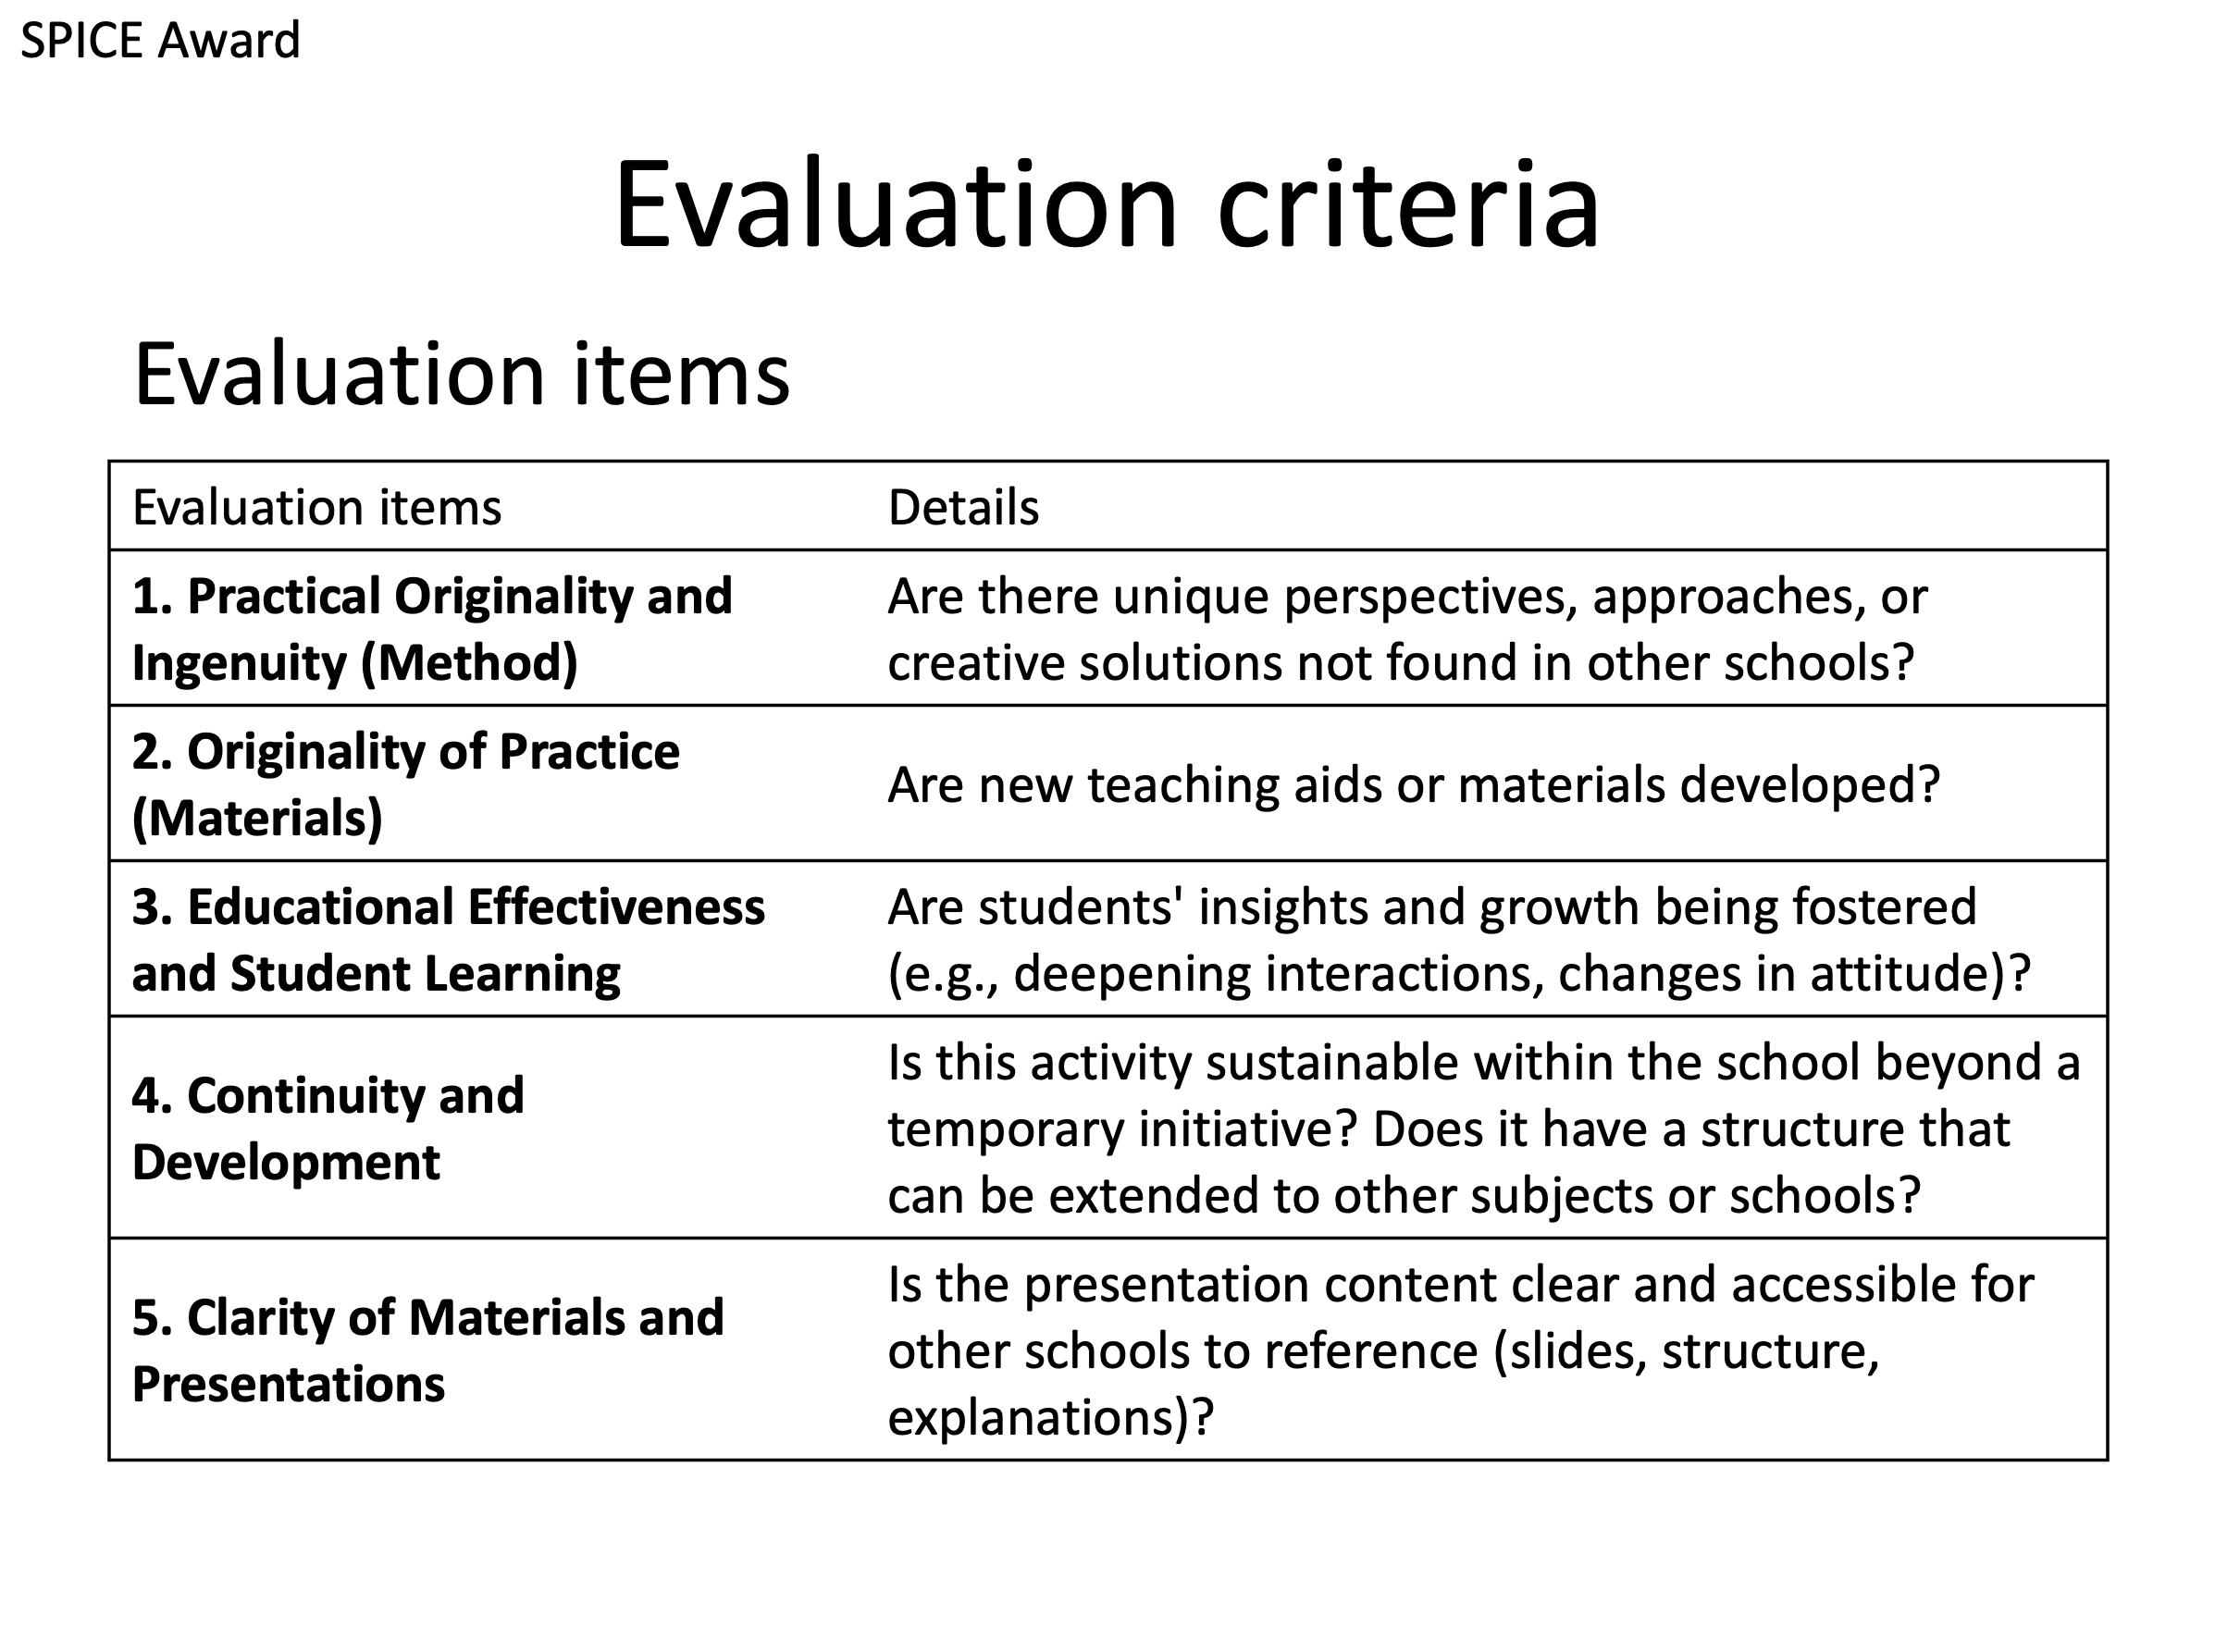 SPICE Award
Evaluation criteria
Evaluation items
Evaluation items
Details
1. Practical Originality and
Ingenuity (Method)
Are there unique perspectives, approaches, or
creative solutions not found in other schools?
2. Originality of Practice
(Materials)
Are new teaching aids or materials developed?
3. Educational Effectiveness
and Student Learning
Are students' insights and growth being fostered
(e.g., deepening interactions, changes in attitude)?
4. Continuity and
Development
Is this activity sustainable within the school beyond a
temporary initiative? Does it have a structure that
can be extended to other subjects or schools?
5. Clarity of Materials and
Presentations
Is the presentation content clear and accessible for
other schools to reference (slides, structure,
explanations)?